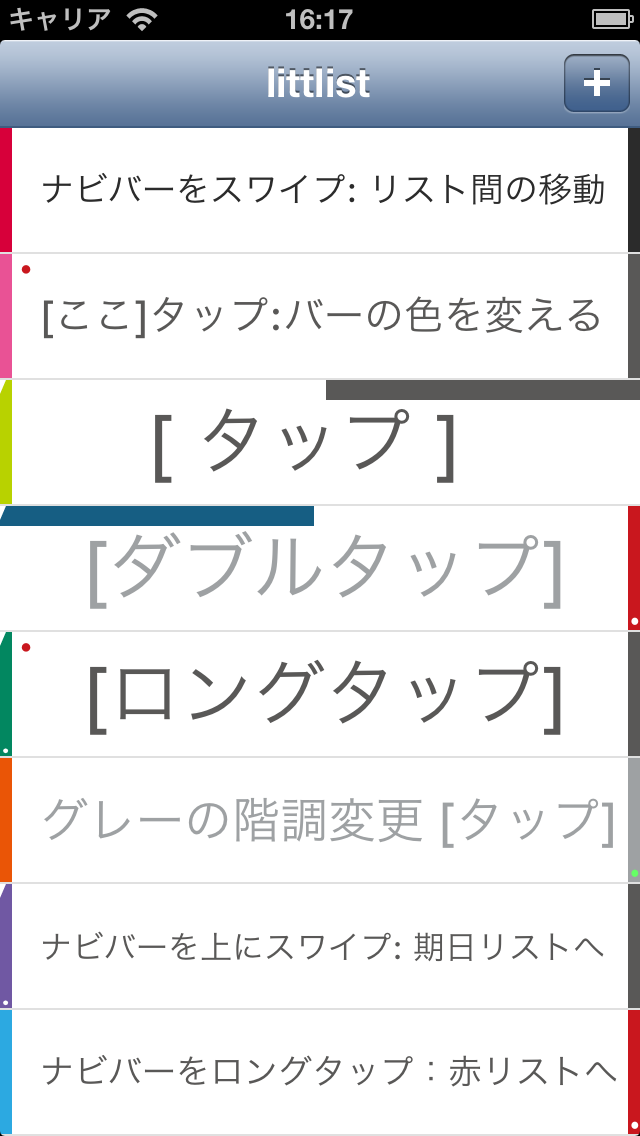 キャリア 16:17
littlist +
ナビバーをスワイプ: リスト間の移動
[ここ]タップ:バーの色を変える
[ タップ ]
[ダブルタップ]
[ロングタップ]
グレーの階調変更 [タップ]
ナビバーを上にスワイプ: 期日リストへ
ナビバーをロングタップ：赤リストへ